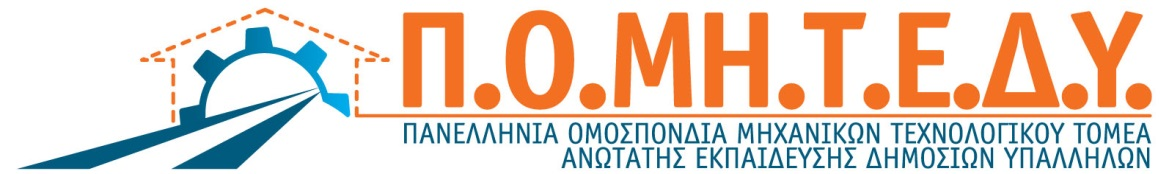 Π.Ο.ΜΗ.Τ.Ε.Δ.Υ.
ΠΑΝΕΛΛΗΝΙΑ ΟΜΟΣΠΟΝΔΙΑ ΜΗΧΑΝΙΚΩΝ ΤΕΧΝΟΛΟΓΙΚΟΥ ΤΟΜΕΑ
ΑΝΩΤΑΤΗΣ ΕΚΠΑΙΔΕΥΣΗΣ ΔΗΜΟΣΙΩΝ ΥΠΑΛΛΗΛΩΝ